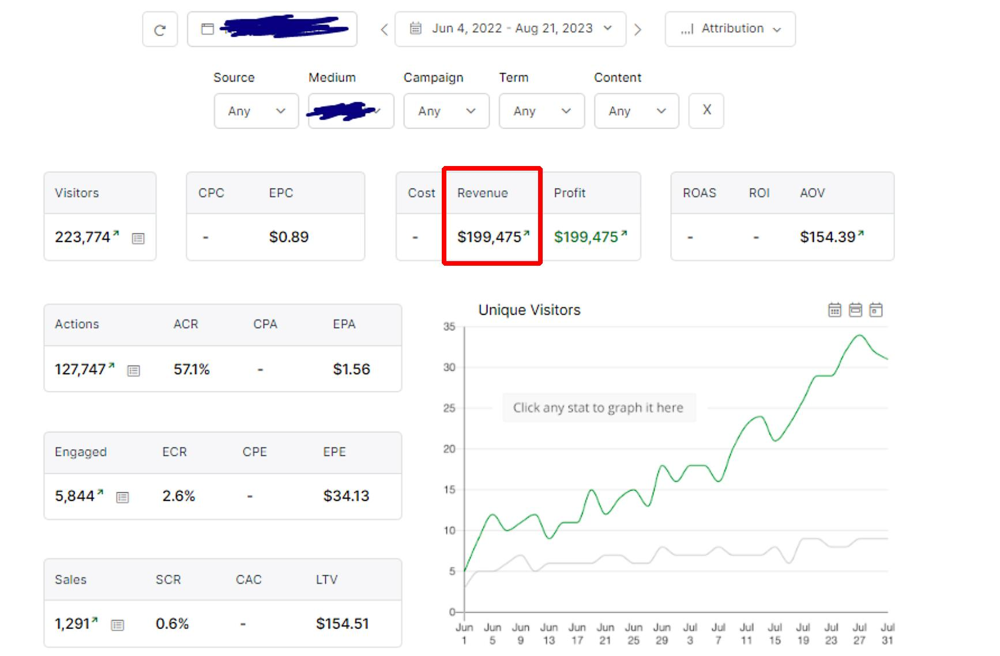 Jun 4, 2022 - Aug 21, 2023 Attribution
Source Medium Campaign Term Content
Any Any Any Any X
Visitors CPC EPC Cost Revenue Profit ROAS ROI AOV
223,774 - $0.89 - $199,475 $199,475 - - $154.39
Actions ACR CPA EPA
127,747 57.1% - $1.56
Engaged ECR CPE EPE
5,844 2.6% - $34.13
Sales SCR CAC LTV
1,291 0.6% - $154.51
Unique Visitors
35
30
25 Click any stat to graph it here
20
15
10
5
0
Jun Jun Jun Jun Jun Jun Jun Jun Jul Jul Jul Jul Jul Jul Jul Jul
1 5 9 13 17 21 25 29 3 7 11 15 19 23 27 31